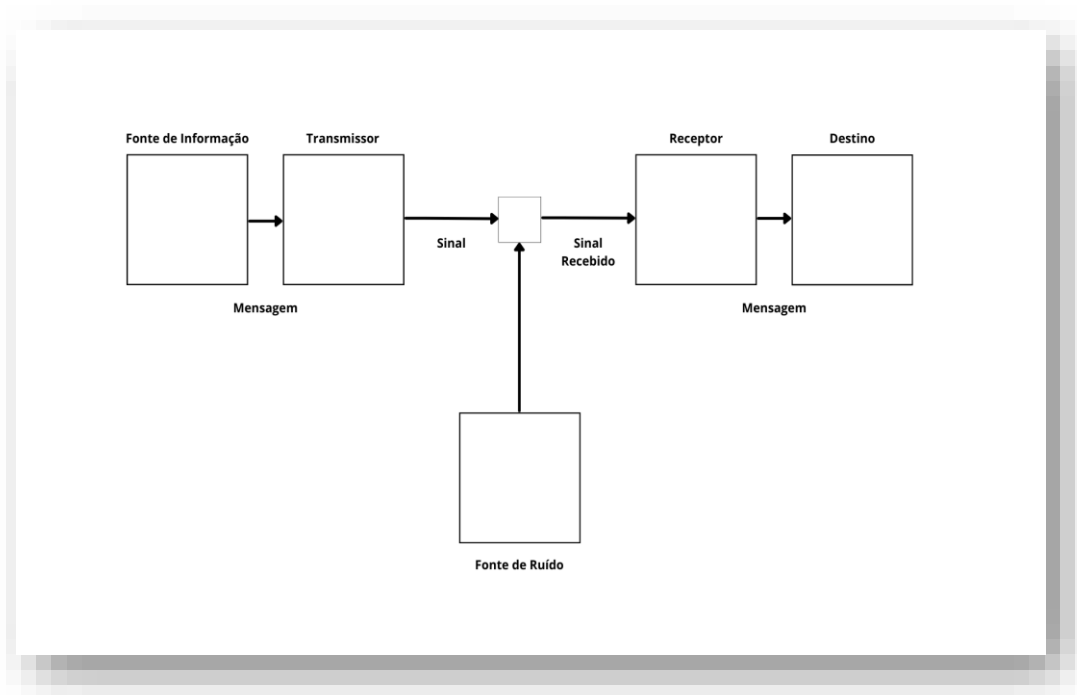 Fonte de Informação
Transmissor
Receptor
Destino
Sinal
Sinal
Recebido
Mensagem
Mensagem
Fonte de Ruído